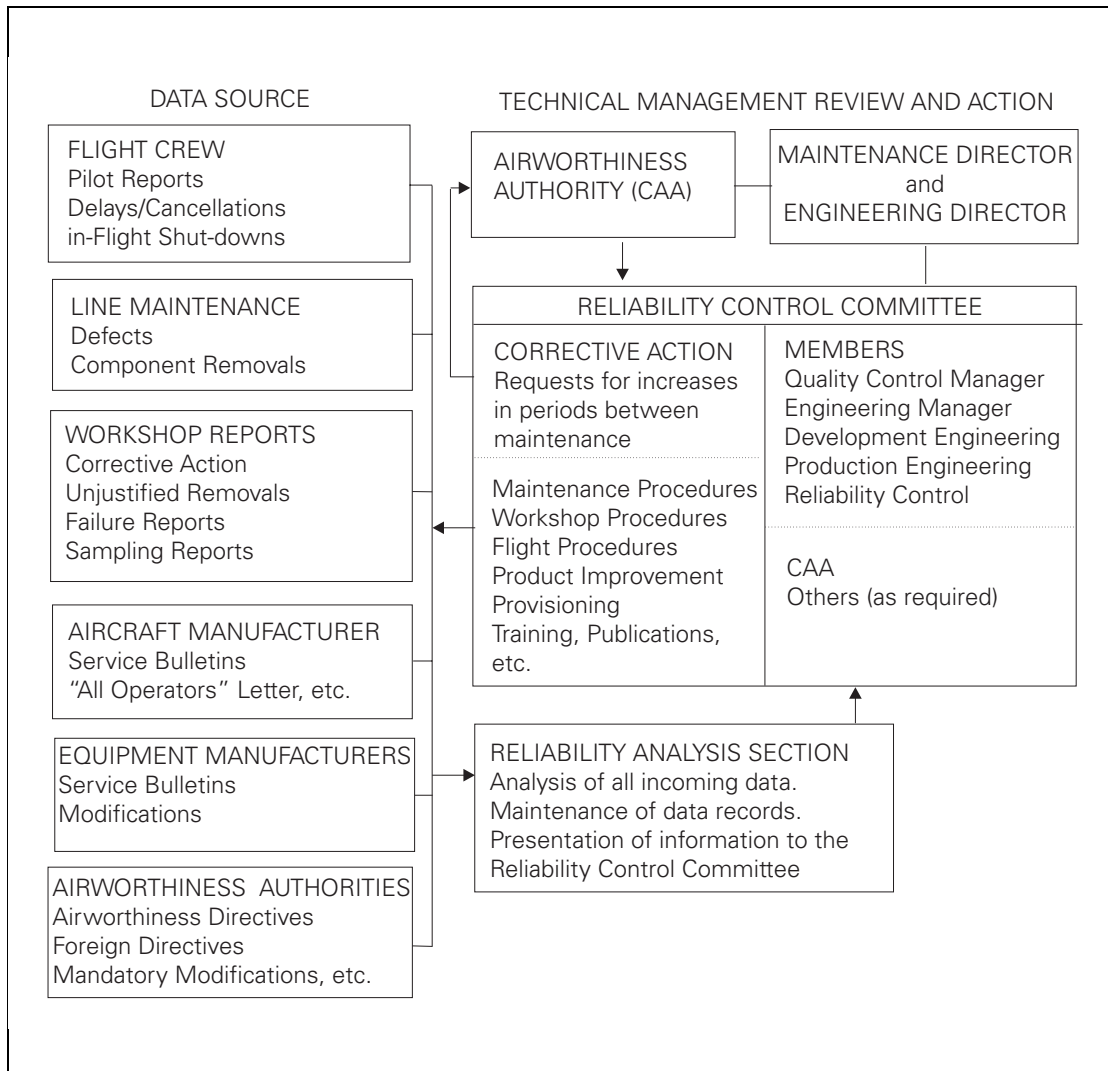 DATA SOURCE
FLIGHT CREW
Pilot Reports
Delays/Cancellations
in-Flight Shut-downs
LINE MAINTENANCE
Defects
Component Removals
WORKSHOP REPORTS
Corrective Action
Unjustified Removals
Failure Reports
Sampling Reports
AIRCRAFT MANUFACTURER
Service Bulletins
“All Operators” Letter, etc.
EQUIPMENT MANUFACTURERS
Service Bulletins
Modifications
AIRWORTHINESS AUTHORITIES
Airworthiness Directives
Foreign Directives
Mandatory Modifications, etc.
TECHNICAL MANAGEMENT REVIEW AND ACTION
AIRWORTHINESS
AUTHORITY (CAA)
MAINTENANCE DIRECTOR
and
ENGINEERING DIRECTOR
RELIABILITY CONTROL COMMITTEE
CORRECTIVE ACTION
Requests for increases
in periods between
maintenance
Maintenance Procedures
Workshop Procedures
Flight Procedures
Product Improvement
Provisioning
Training, Publications,
etc.
MEMBERS
Quality Control Manager
Engineering Manager
Development Engineering
Production Engineering
Reliability Control
CAA
Others (as required)
RELIABILITY ANALYSIS SECTION
Analysis of all incoming data.
Maintenance of data records.
Presentation of information to the
Reliability Control Committee